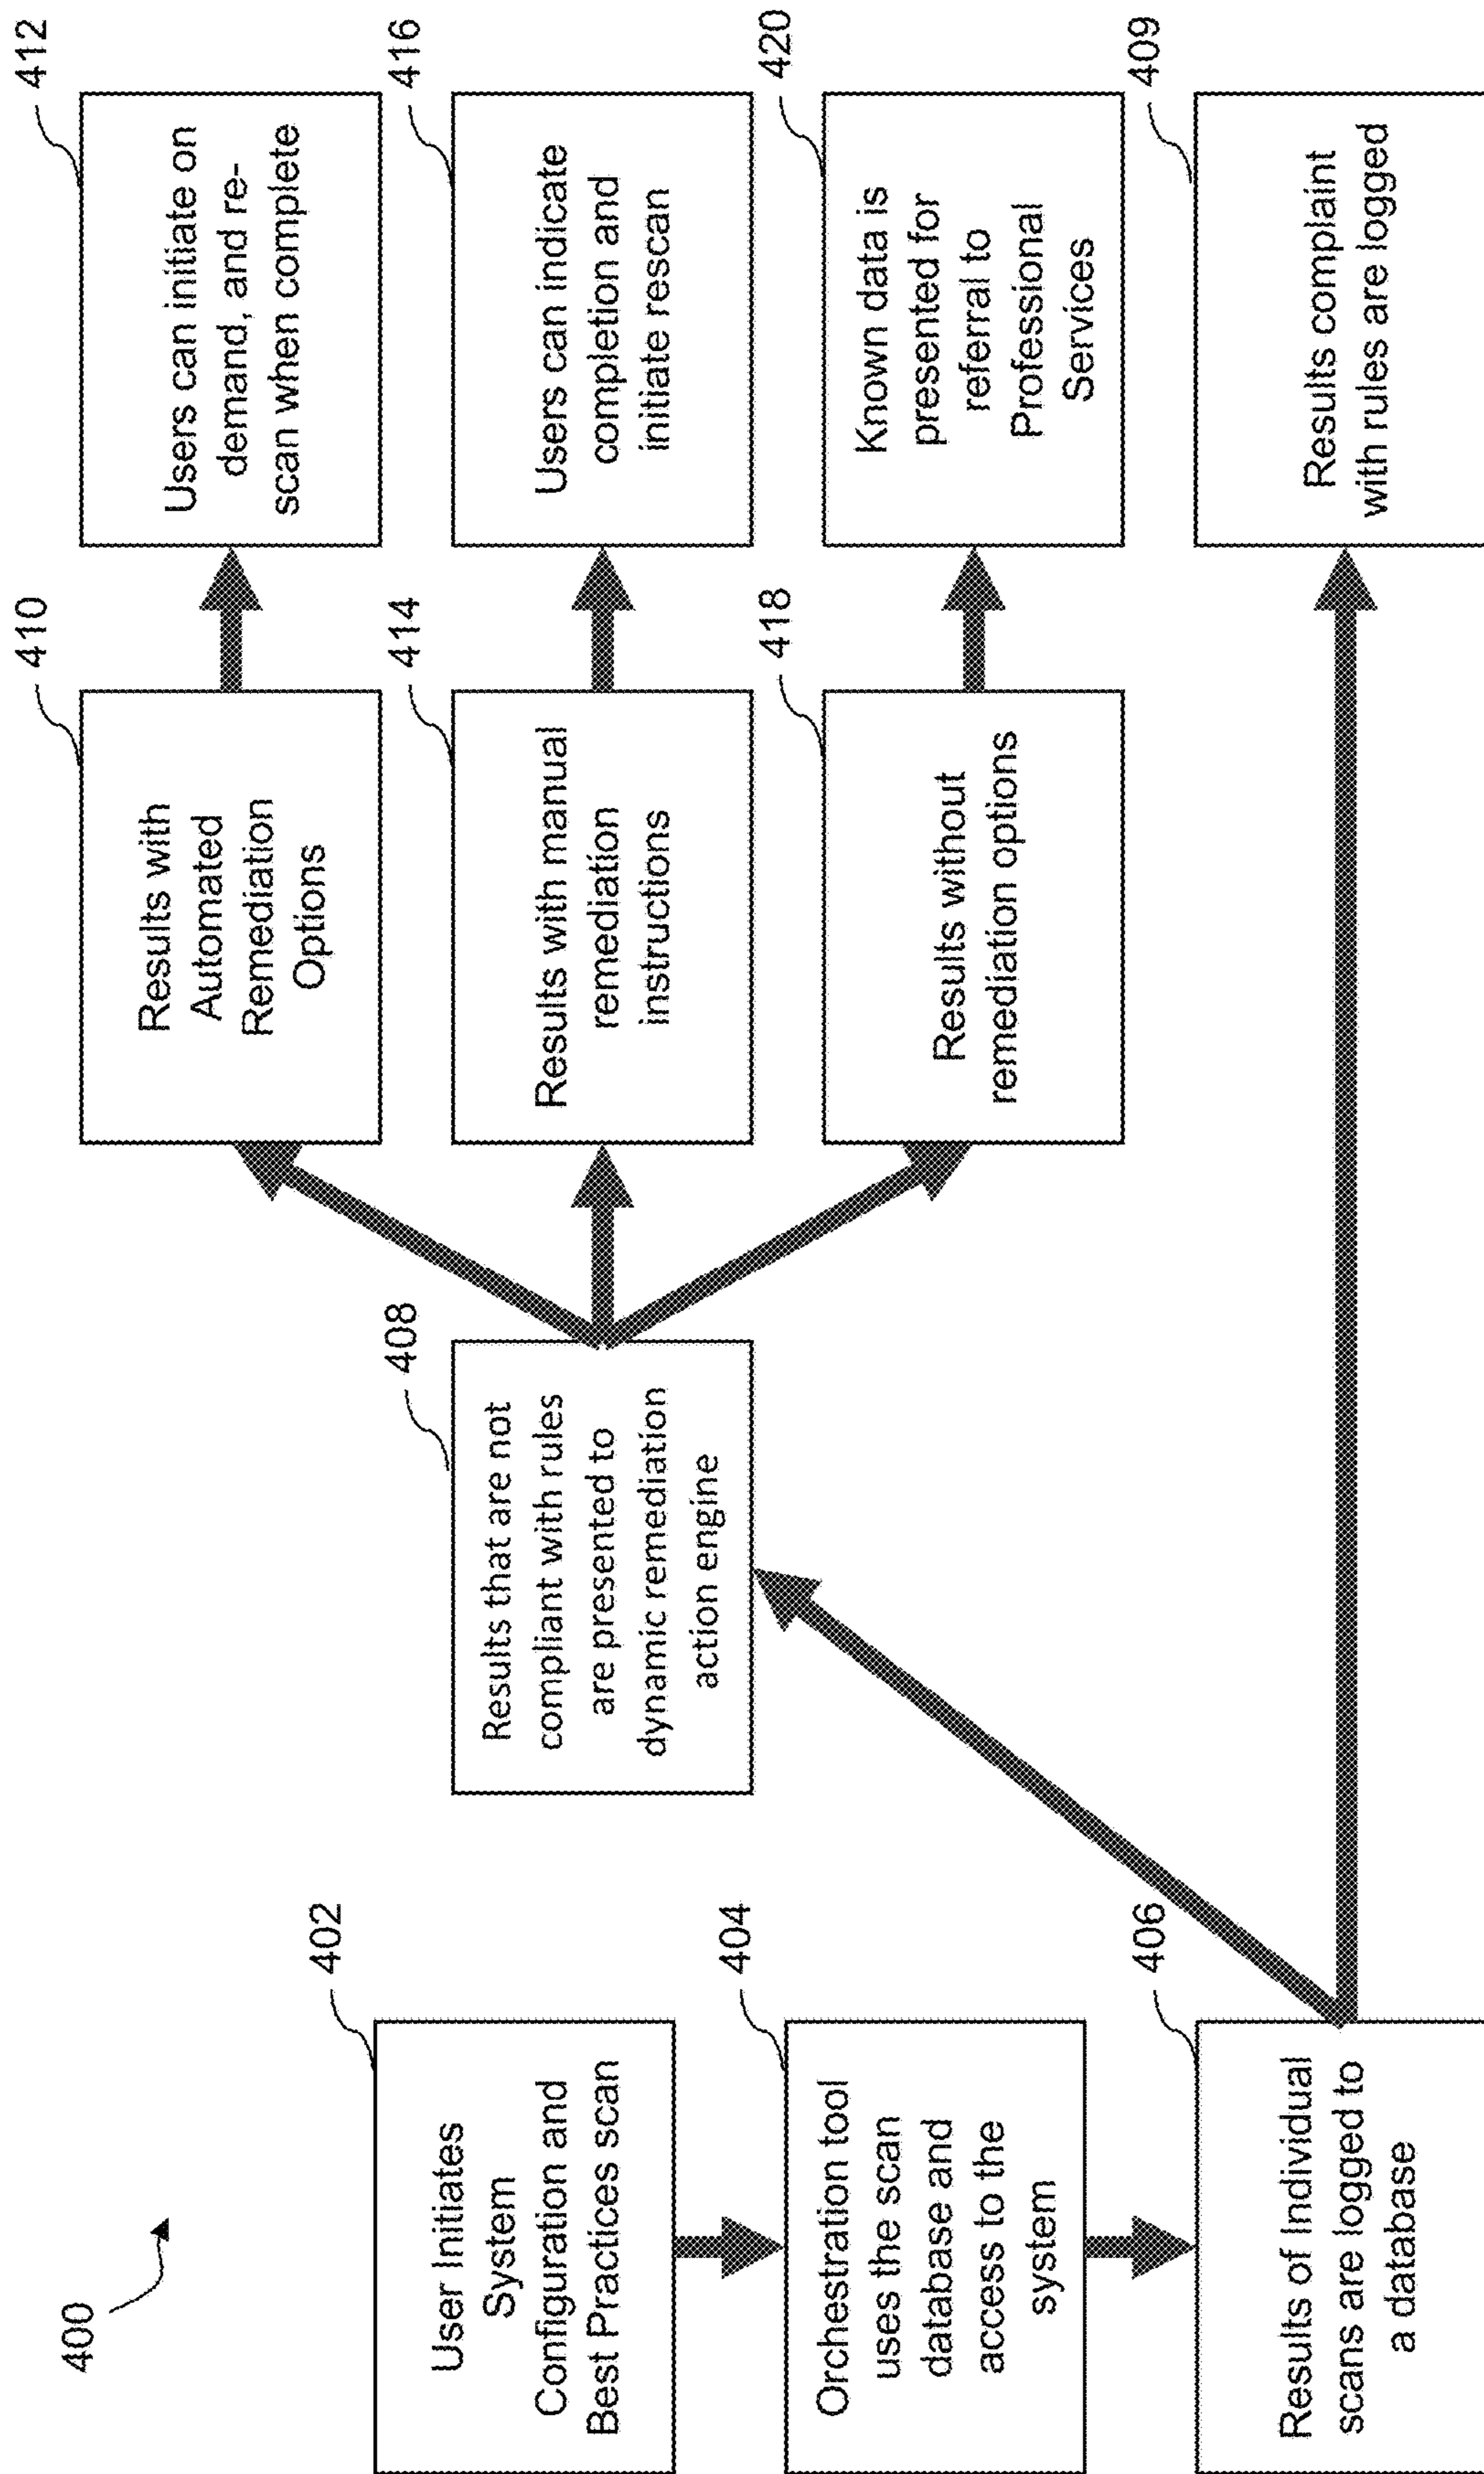 400
402
User Initiates
System
Configuration and
Best Practices scan
404
Orchestration tool
uses the scan
database and
access to the
system
406
Results of Individual
scans are logged to
a database
408
Results that are not
compliant with rules
are presented to
dynamic remediation
action engine
410
Results with
Automated
Remediation
Options
412
Users can initiate on
demand, and re-
scan when complete
414
Results with manual
remediation
instructions
416
Users can indicate
completion and
initiate rescan
418
Results without
remediation options
420
Known data is
presented for
referral to
Professional
Services
409
Results complaint
with rules are logged